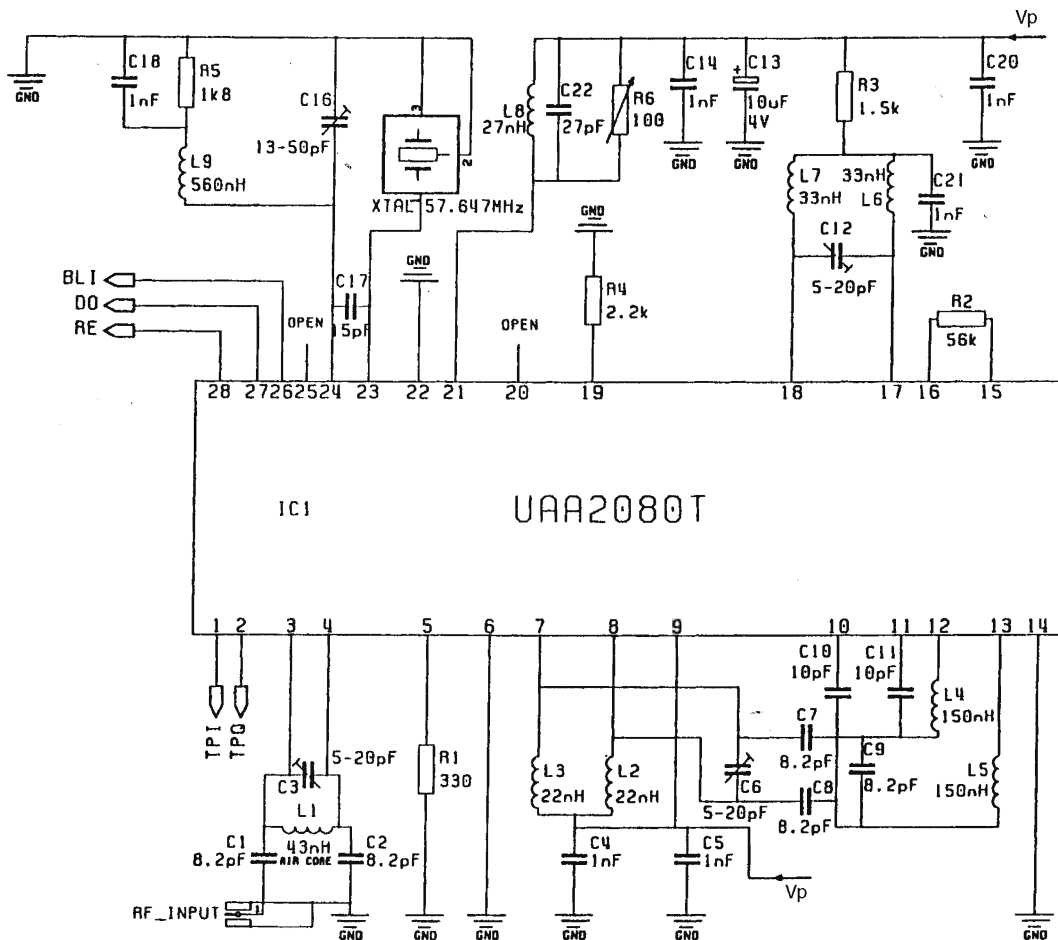 Vp
C18
1nF
GND
R5
1k8
C16
13-50pF
L9
560nH
3
2
XTAL 57.647MHz
L8
27nH
C22
27pF
R6
100
C14
1nF
GND
C13
+
10uF
4V
GND
R3
1.5k
C20
1nF
GND
L7
33nH
33nH
L6
C21
1nF
GND
C12
5-20pF
BLI
DO
RE
OPEN
C17
15pF
GND
OPEN
GND
R4
2.2k
R2
56k
28 27 26 25 24 23 22 21 20 19 18 17 16 15
IC1
UAA2080T
1 2 3 4 5 6 7 8 9 10 11 12 13 14
TPI
TPQ
5-20pF
C3
L1
43nH
AIR CORE
C1
8.2pF
C2
8.2pF
RF_INPUT
1
GND
R1
330
GND
GND
L3
22nH
L2
22nH
C4
1nF
GND
C5
1nF
GND
Vp
C6
5-20pF
C7
8.2pF
C8
8.2pF
C9
8.2pF
C10
10pF
C11
10pF
L4
150nH
L5
150nH
GND